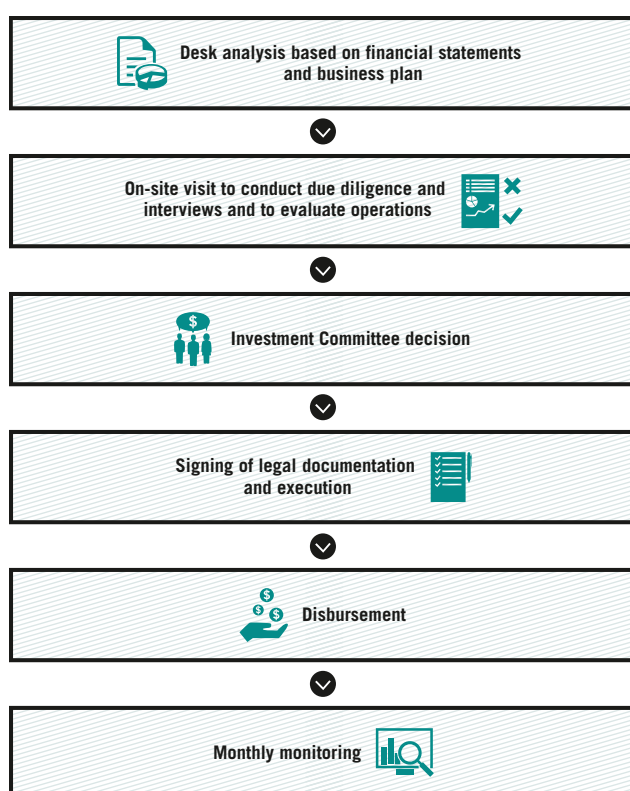 Desk analysis based on financial statements
and business plan
On-site visit to conduct due diligence and
interviews and to evaluate operations
$
Investment Committee decision
Signing of legal documentation
and execution
$
$
$
Disbursement
Monthly monitoring